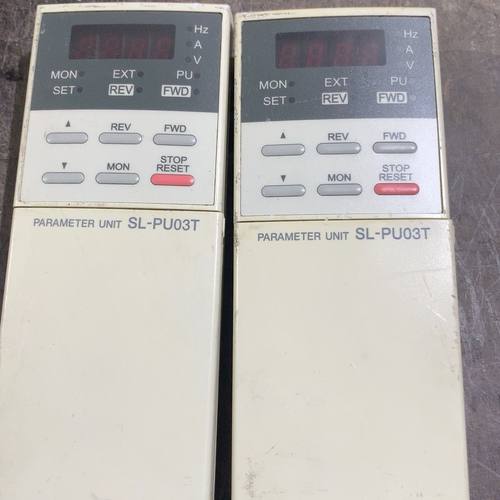 Hz
A
V
MON EXT PU
SET REV FWD
▲ REV FWD
▼ MON STOP
RESET
PARAMETER UNIT SL-PU03T
Hz
A
V
MON EXT PU
SET REV FWD
▲ REV FWD
▼ MON STOP
RESET
PARAMETER UNIT SL-PU03T